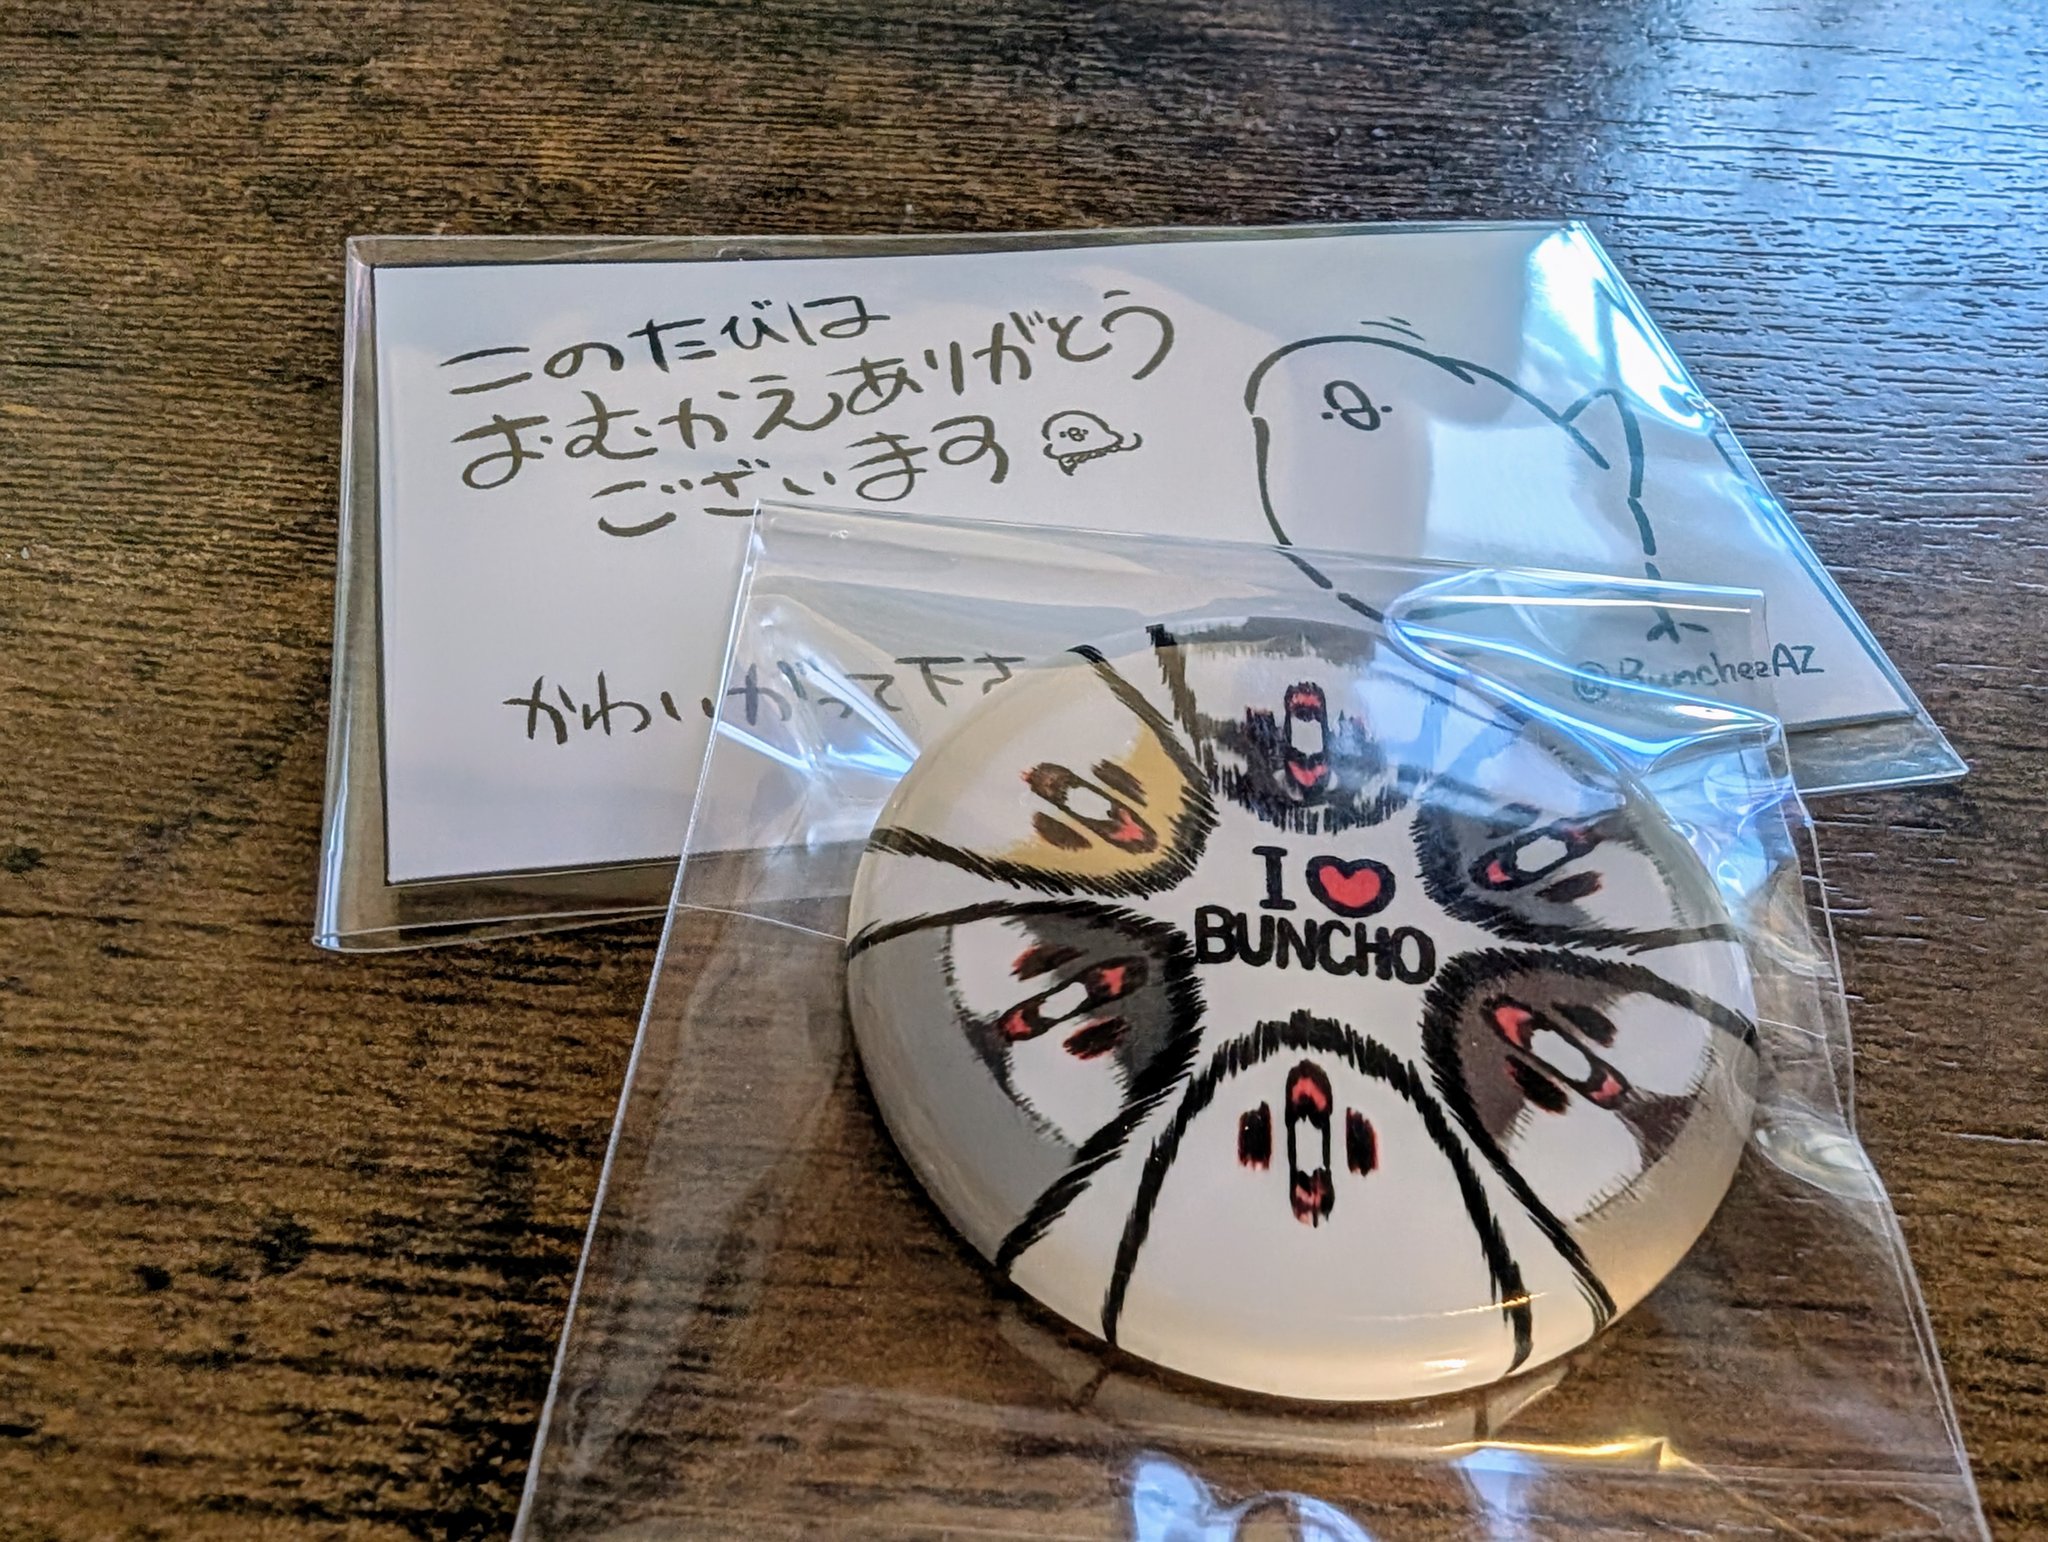 このたびは
おむかえありがとう
ございます
かわいがって下さ
@BuncheeAZ
I
BUNCHO